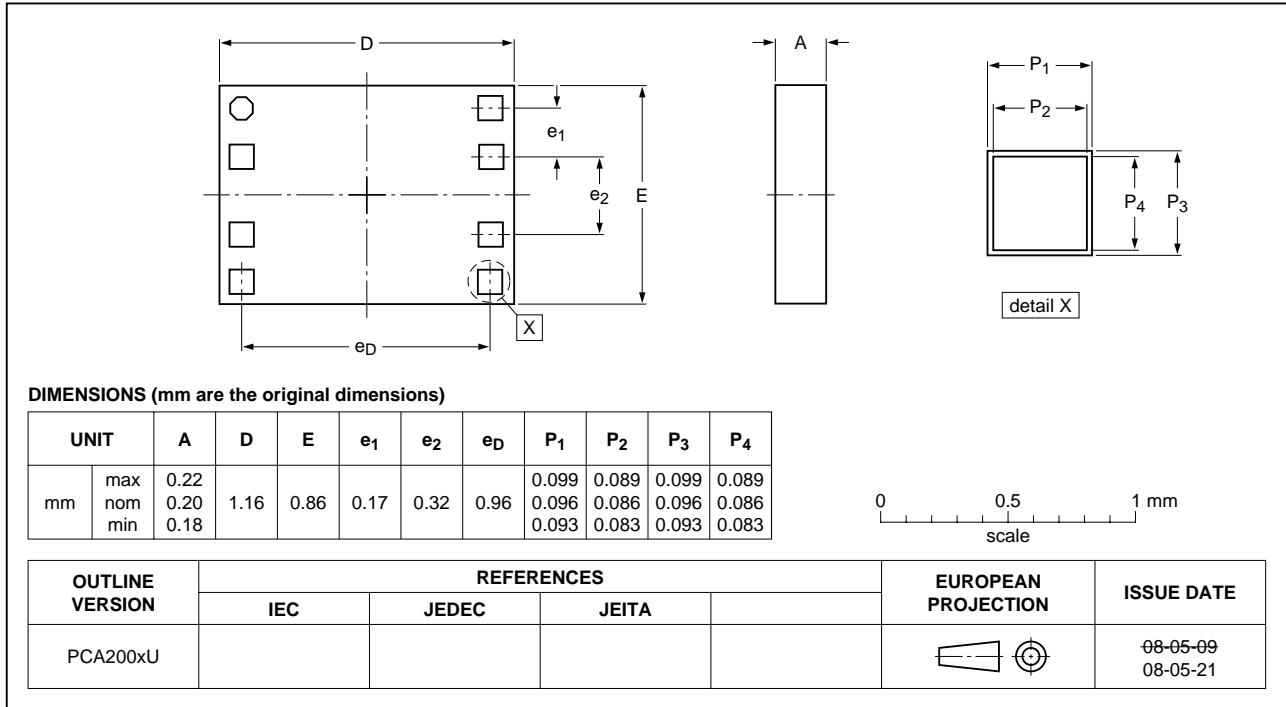 D
A
P1
P2
e1
e2
E
P4
P3
X
detail X
eD
DIMENSIONS (mm are the original dimensions)
UNIT A D E e1 e2 eD P1 P2 P3 P4
mm
max 0.22 0.099 0.089 0.099 0.089
nom 0.20 1.16 0.86 0.17 0.32 0.96 0.096 0.086 0.096 0.086
min 0.18 0.093 0.083 0.093 0.083
0 0.5 1 mm
scale
OUTLINE VERSION
REFERENCES
IEC JEDEC JEITA
EUROPEAN PROJECTION
ISSUE DATE
PCA200xU
08-05-09
08-05-21